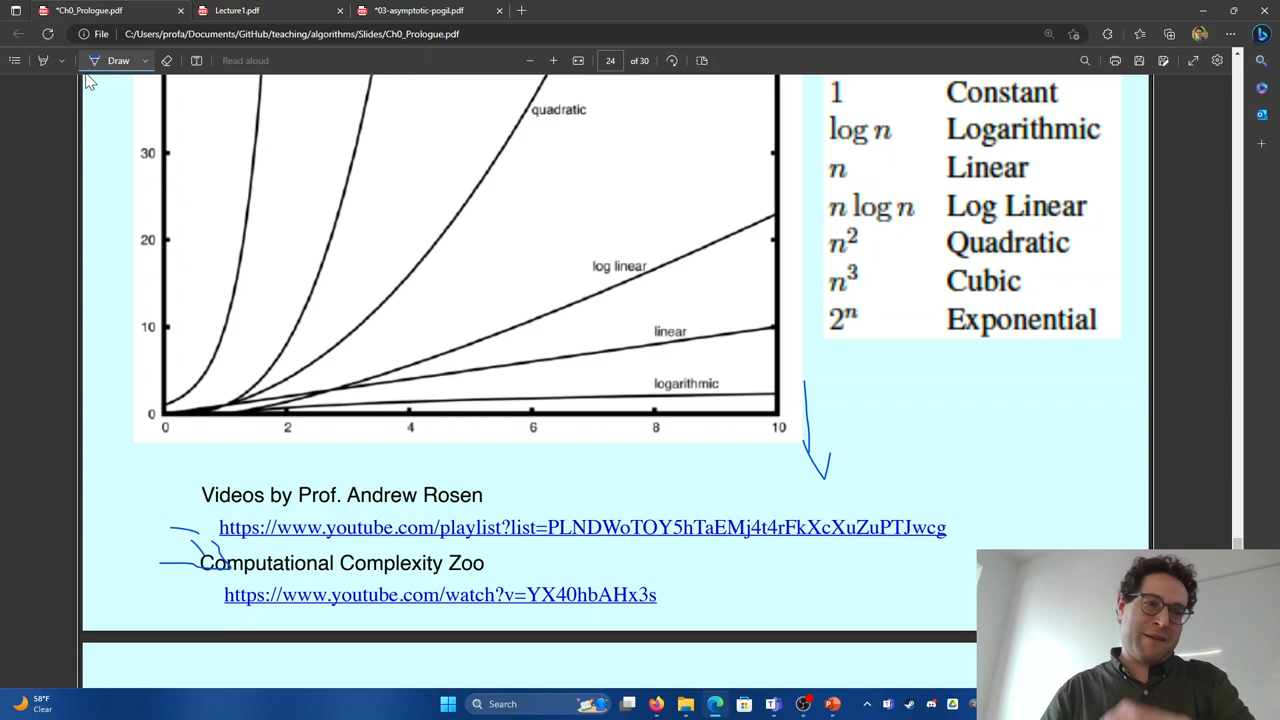 *Ch0_Prologue.pdf
Lecture1.pdf
*03-asymptotic-pogil.pdf
File
C:/Users/profa/Documents/GitHub/teaching/algorithms/Slides/Ch0_Prologue.pdf
Draw
Read aloud
24 of 30
quadratic
30
20
log linear
10
linear
logarithmic
0
0 2 4 6 8 10
1 Constant
log n Logarithmic
n Linear
n log n Log Linear
n² Quadratic
n³ Cubic
2ⁿ Exponential
Videos by Prof. Andrew Rosen
https://www.youtube.com/playlist?list=PLNDWoTOY5hTaEMj4t4rFkXcXuZuPTJwcg
Computational Complexity Zoo
https://www.youtube.com/watch?v=YX40hbAHx3s
58°F
Clear
Search